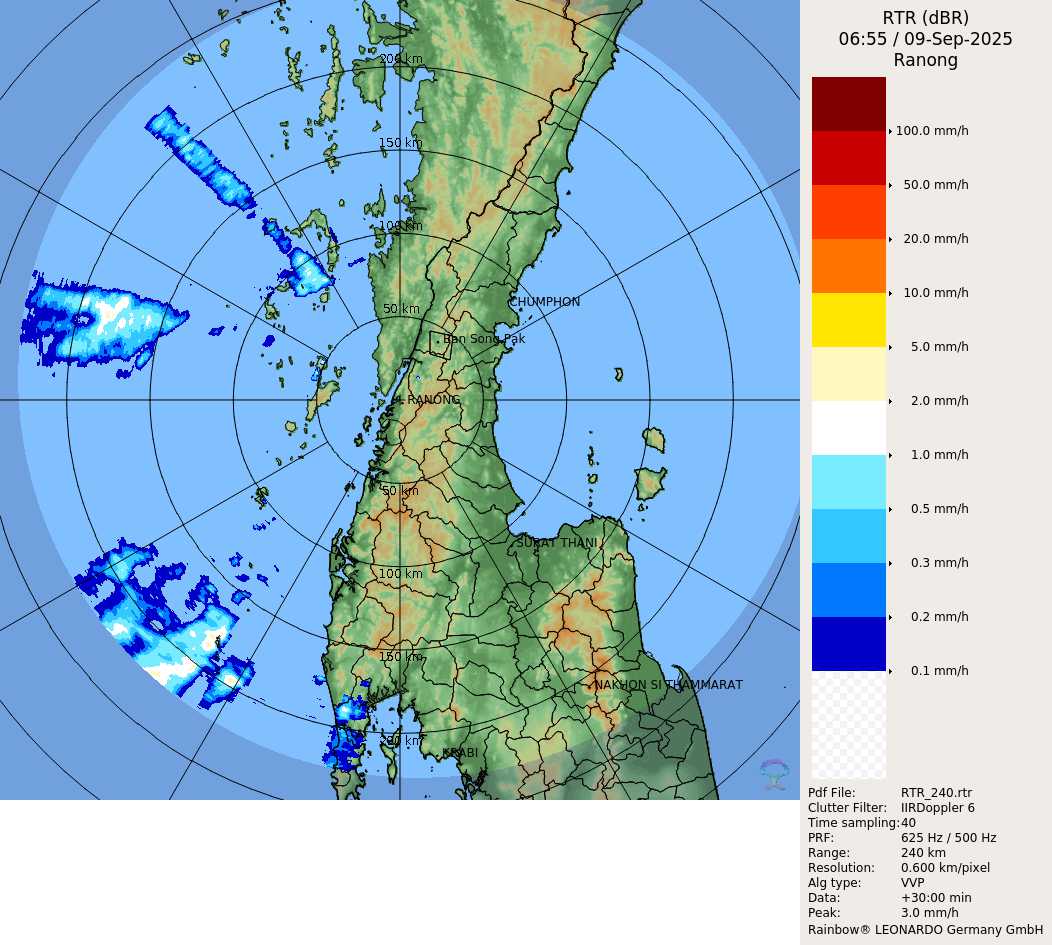 RTR (dBR)
06:55 / 09-Sep-2025
Ranong
100.0 mm/h
50.0 mm/h
20.0 mm/h
10.0 mm/h
5.0 mm/h
2.0 mm/h
1.0 mm/h
0.5 mm/h
0.3 mm/h
0.2 mm/h
0.1 mm/h
200 km
150 km
100 km
50 km
CHUMPHON
Ban Song Pak
RANONG
50 km
SURAT THANI
100 km
150 km
NAKHON SI THAMMARAT
200 km
KRABI
Pdf File: RTR_240.rtr
Clutter Filter: IIRDoppler 6
Time sampling: 40
PRF: 625 Hz / 500 Hz
Range: 240 km
Resolution: 0.600 km/pixel
Alg type: VVP
Data: +30:00 min
Peak: 3.0 mm/h
Rainbow® LEONARDO Germany GmbH